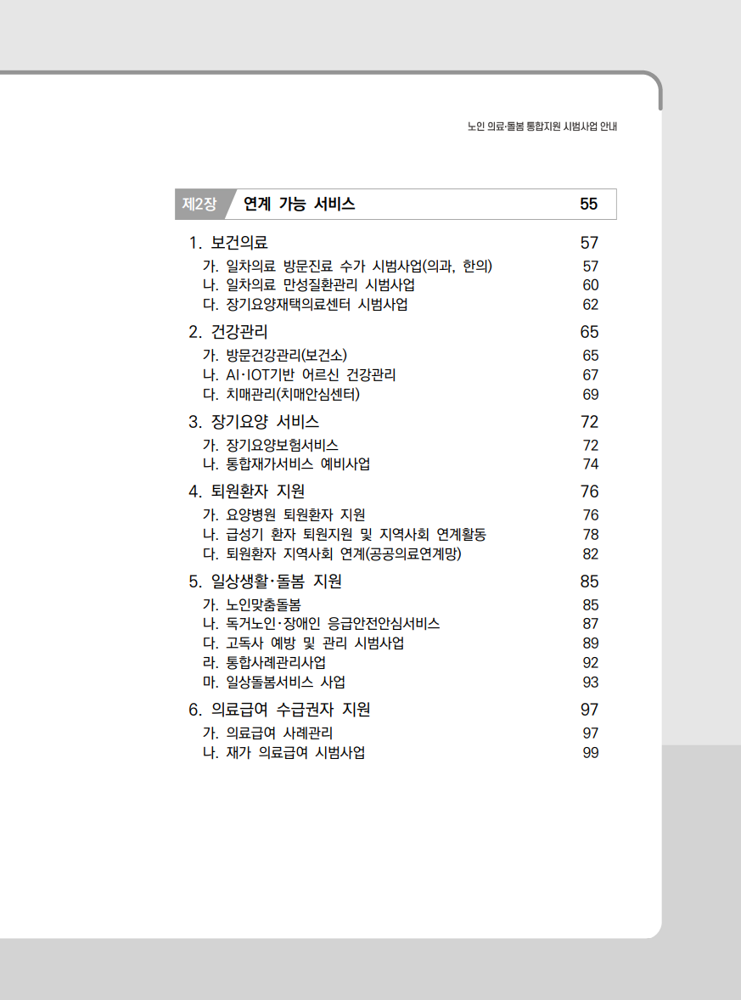 노인 의료·돌봄 통합지원 시범사업 안내
제2장 연계 가능 서비스 55
1. 보건의료 57
가. 일차의료 방문진료 수가 시범사업(의과, 한의) 57
나. 일차의료 만성질환관리 시범사업 60
다. 장기요양재택의료센터 시범사업 62
2. 건강관리 65
가. 방문건강관리(보건소) 65
나. AI·IOT기반 어르신 건강관리 67
다. 치매관리(치매안심센터) 69
3. 장기요양 서비스 72
가. 장기요양보험서비스 72
나. 통합재가서비스 예비사업 74
4. 퇴원환자 지원 76
가. 요양병원 퇴원환자 지원 76
나. 급성기 환자 퇴원지원 및 지역사회 연계활동 78
다. 퇴원환자 지역사회 연계(공공의료연계망) 82
5. 일상생활·돌봄 지원 85
가. 노인맞춤돌봄 85
나. 독거노인·장애인 응급안전안심서비스 87
다. 고독사 예방 및 관리 시범사업 89
라. 통합사례관리사업 92
마. 일상돌봄서비스 사업 93
6. 의료급여 수급권자 지원 97
가. 의료급여 사례관리 97
나. 재가 의료급여 시범사업 99